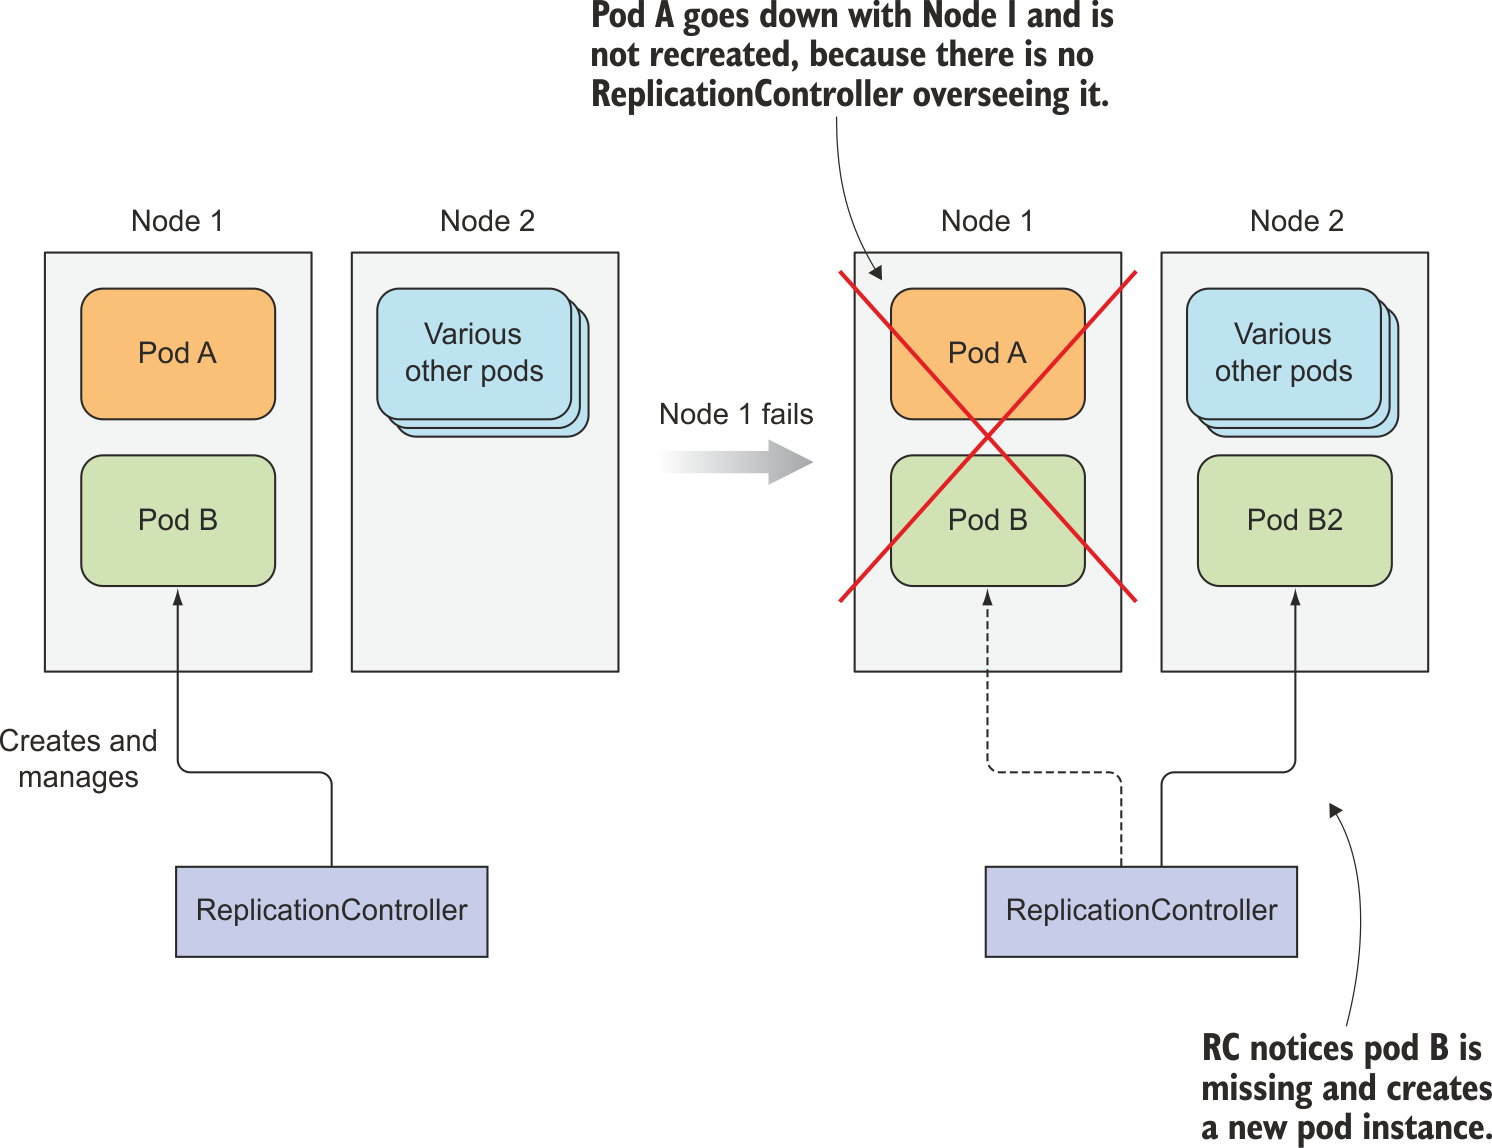 Pod A goes down with Node 1 and is
not recreated, because there is no
ReplicationController overseeing it.
Node 1
Node 2
Node 1
Node 2
Pod A
Various
other pods
Pod B
Node 1 fails
Pod A
Various
other pods
Pod B
Pod B2
Creates and
manages
ReplicationController
ReplicationController
RC notices pod B is
missing and creates
a new pod instance.